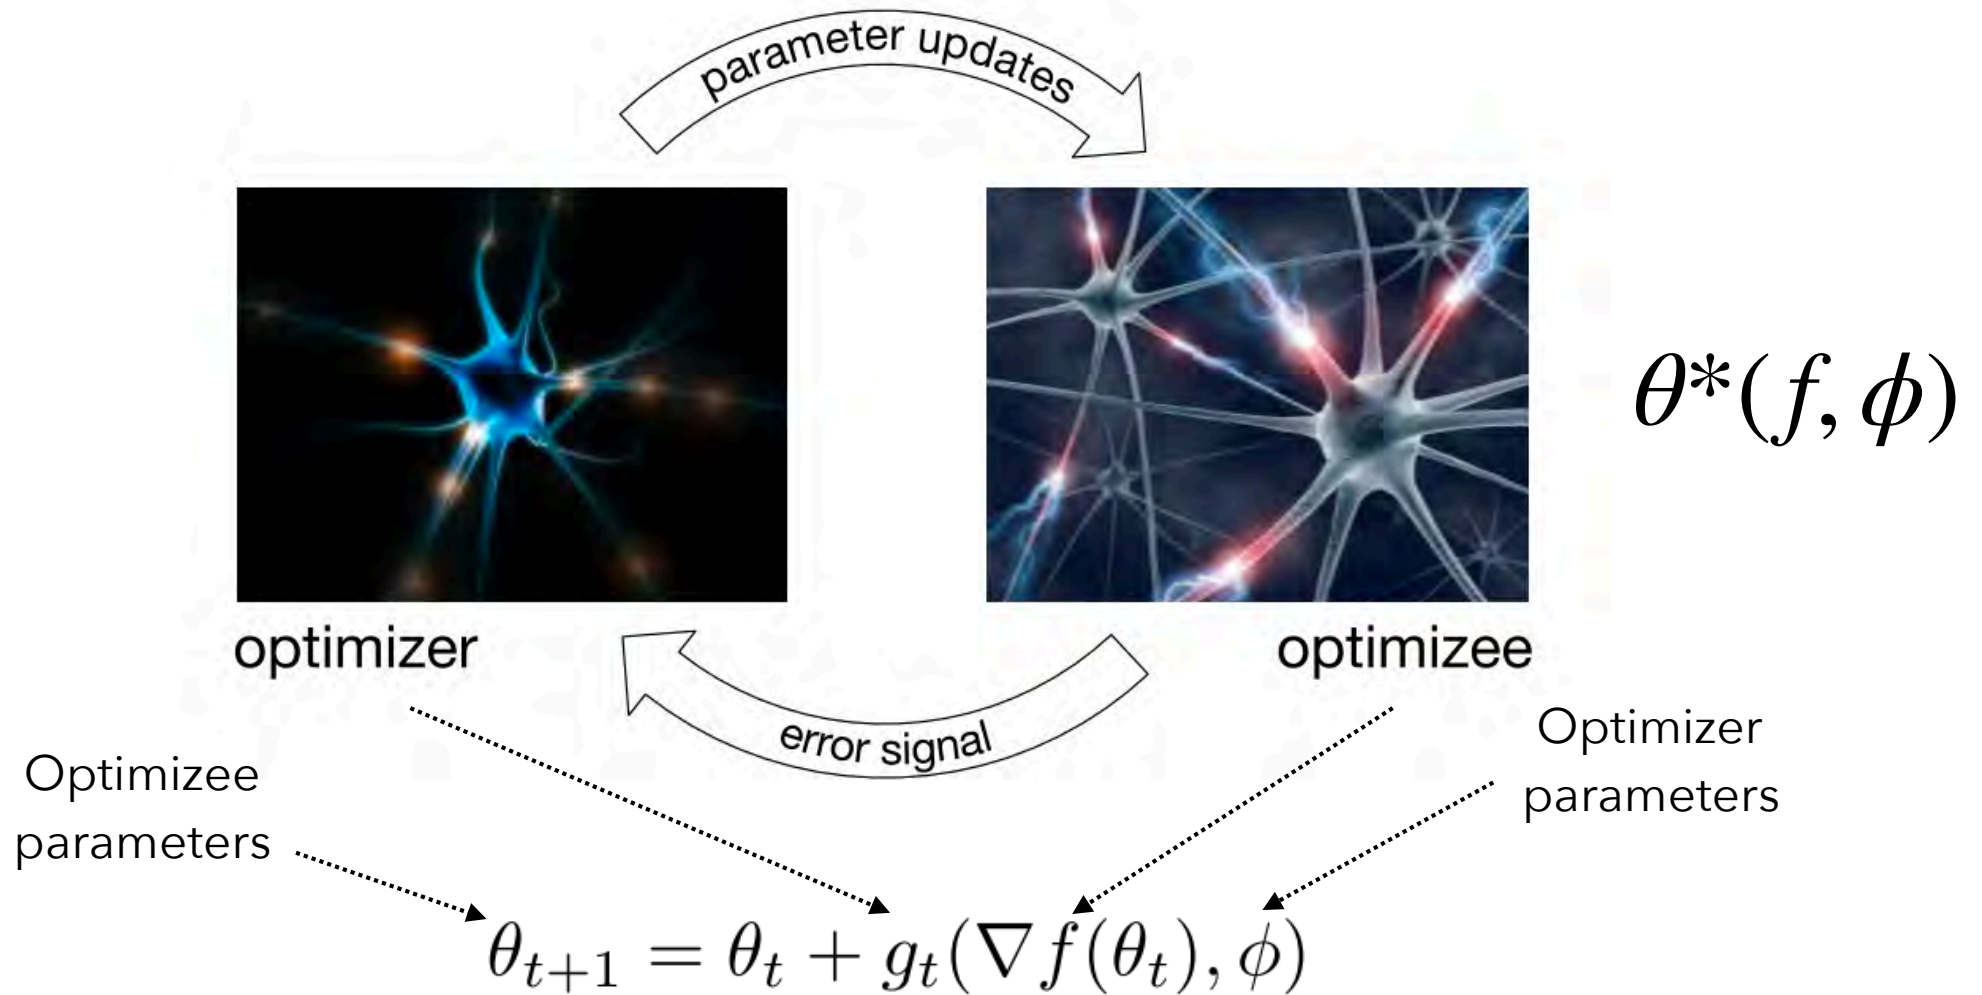 parameter updates
θ*(f, ϕ)
optimizer
optimizee
error signal
Optimizee
parameters
Optimizer
parameters
θ_{t+1} = θ_t + g_t(∇f(θ_t), ϕ)